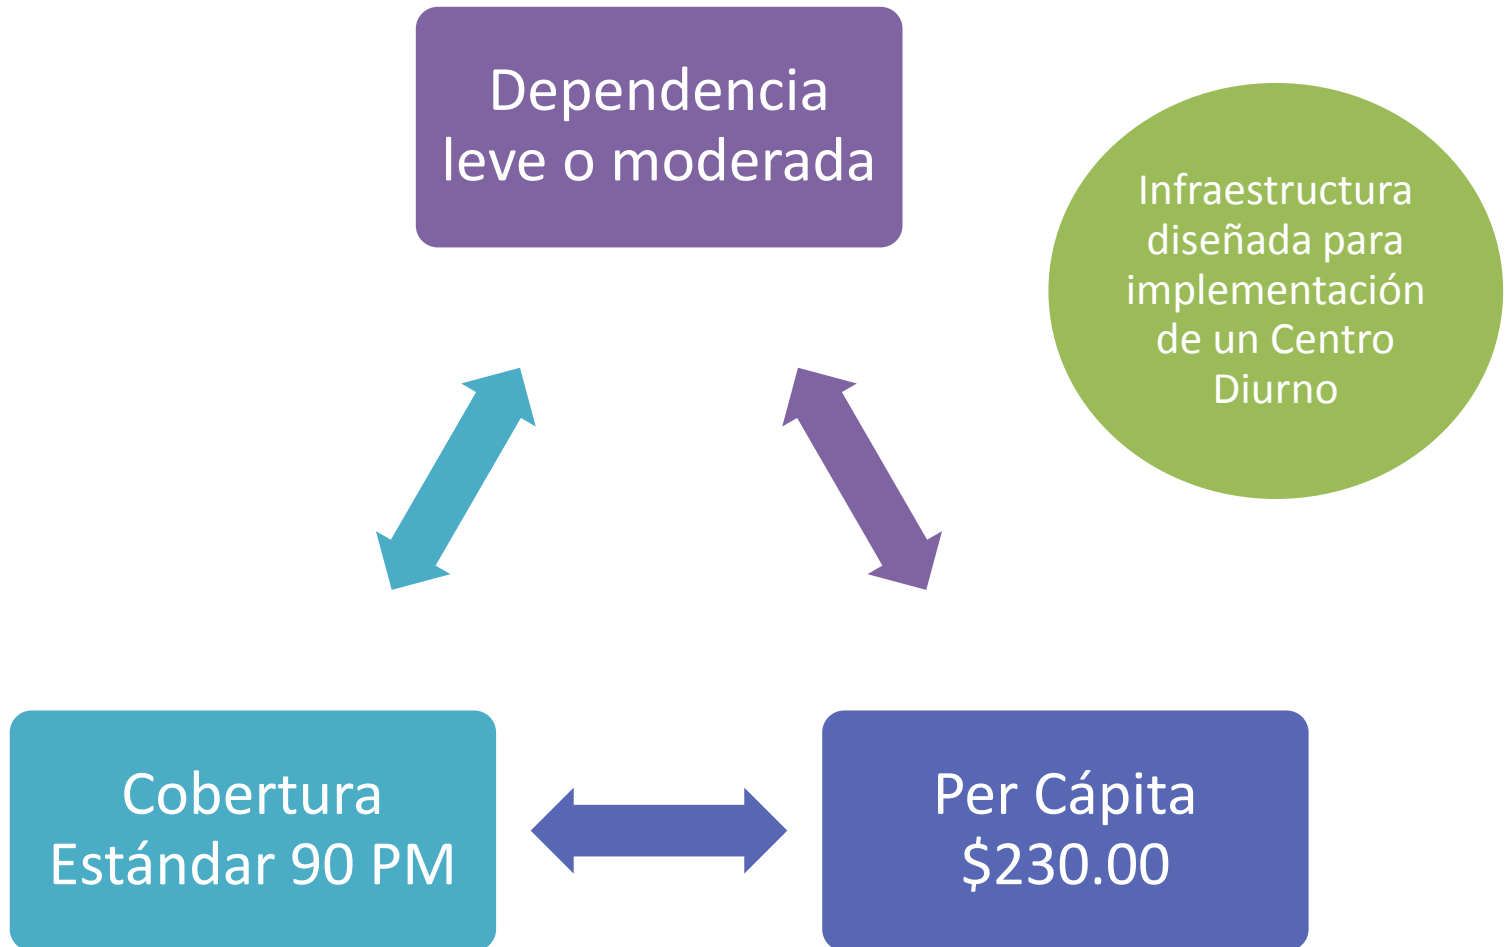 Dependencia
leve o moderada
Infraestructura
diseñada para
implementación
de un Centro
Diurno
Cobertura
Estándar 90 PM
Per Cápita
$230.00